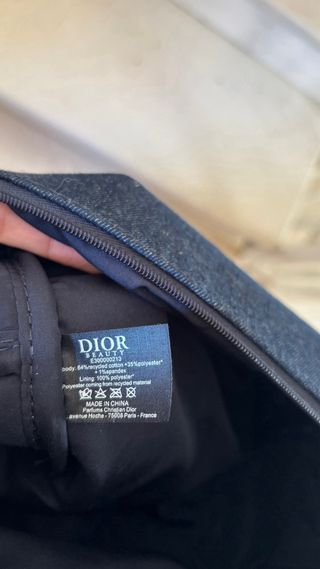 DIOR
BEAUTY
E300000213
body: 64%recycled cotton +35%polyester*
+1%spandex
Lining: 100% polyester*
*Polyester coming from recycled material
MADE IN CHINA
Parfums Christian Dior
avenue Hoche - 75008 Paris - France